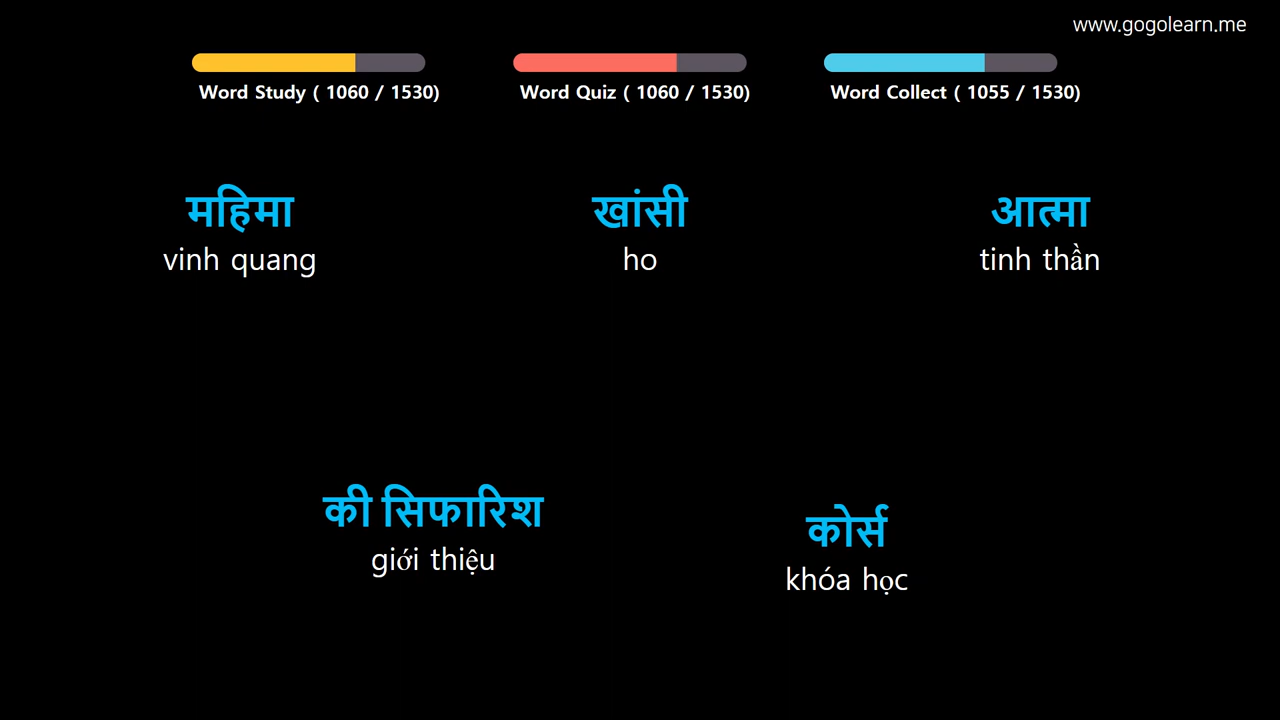 www.gogolearn.me
Word Study ( 1060 / 1530)
Word Quiz ( 1060 / 1530)
Word Collect ( 1055 / 1530)
महिमा
vinh quang
खांसी
ho
आत्मा
tinh thần
की सिफारिश
giới thiệu
कोर्स
khóa học